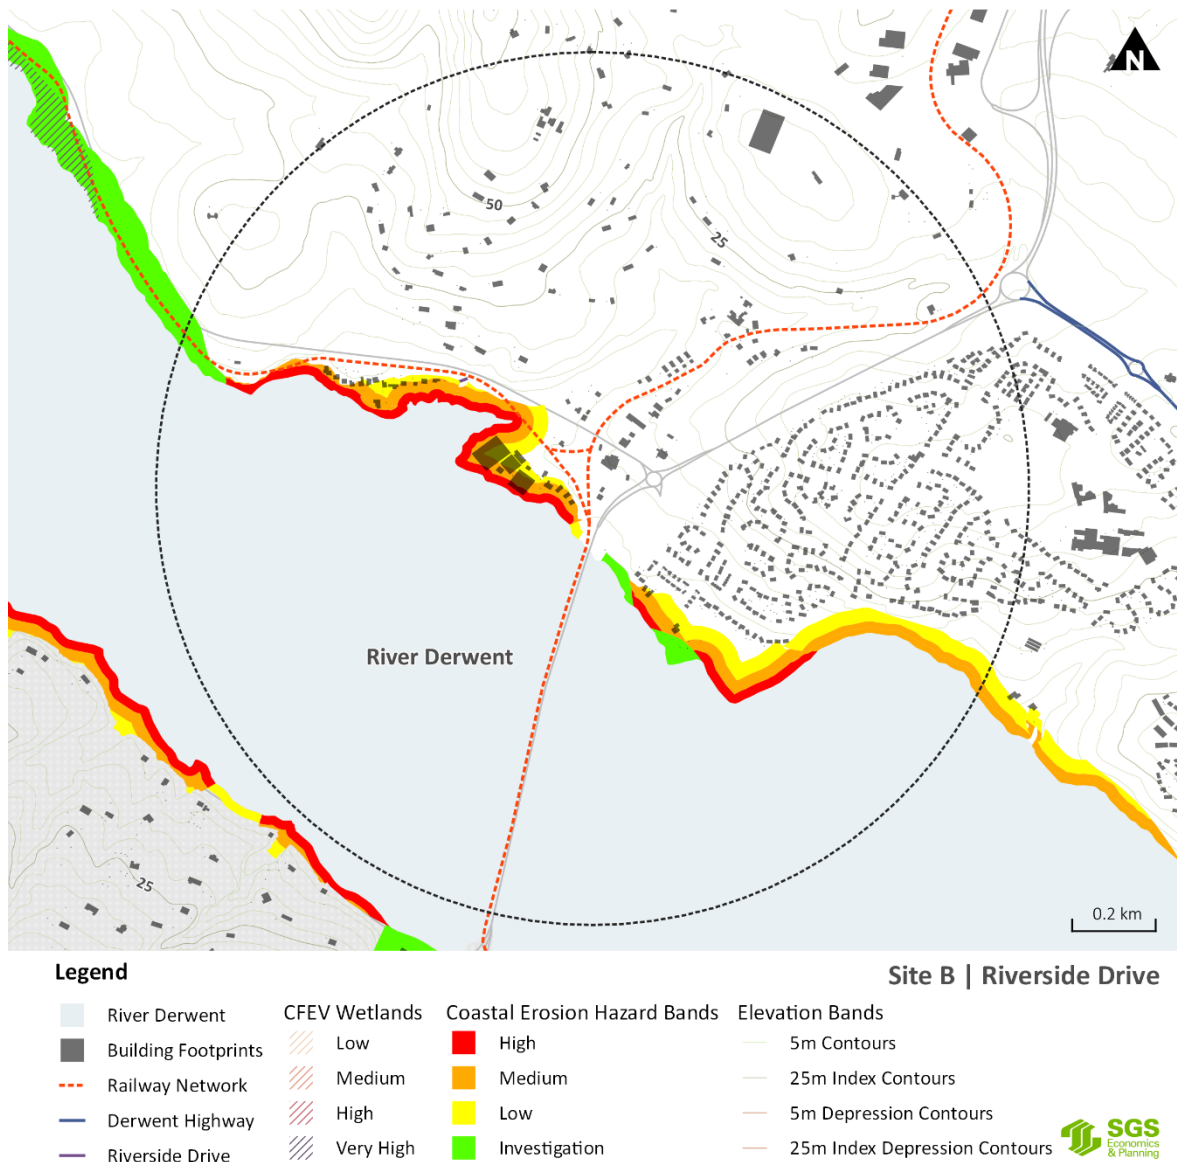 N
50
25
River Derwent
25
0.2 km
Legend
Site B | Riverside Drive
River Derwent
Building Footprints
Railway Network
Derwent Highway
Riverside Drive
CFEV Wetlands
Low
Medium
High
Very High
Coastal Erosion Hazard Bands
High
Medium
Low
Investigation
Elevation Bands
5m Contours
25m Index Contours
5m Depression Contours
25m Index Depression Contours
SGS
Economics
& Planning